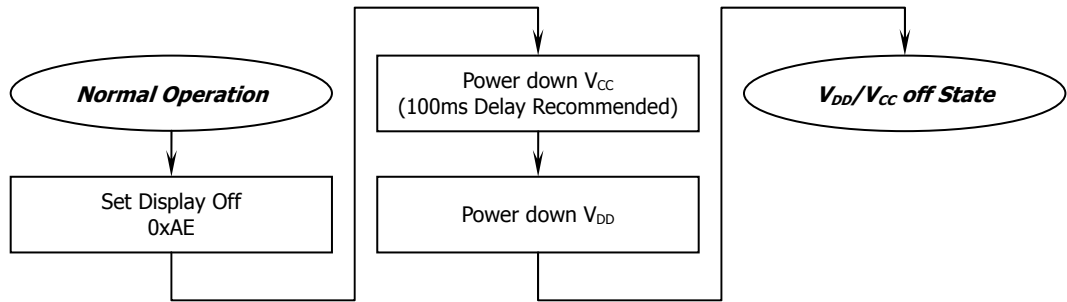 Normal Operation
Set Display Off
0xAE
Power down VCC
(100ms Delay Recommended)
Power down VDD
VDD/VCC off State